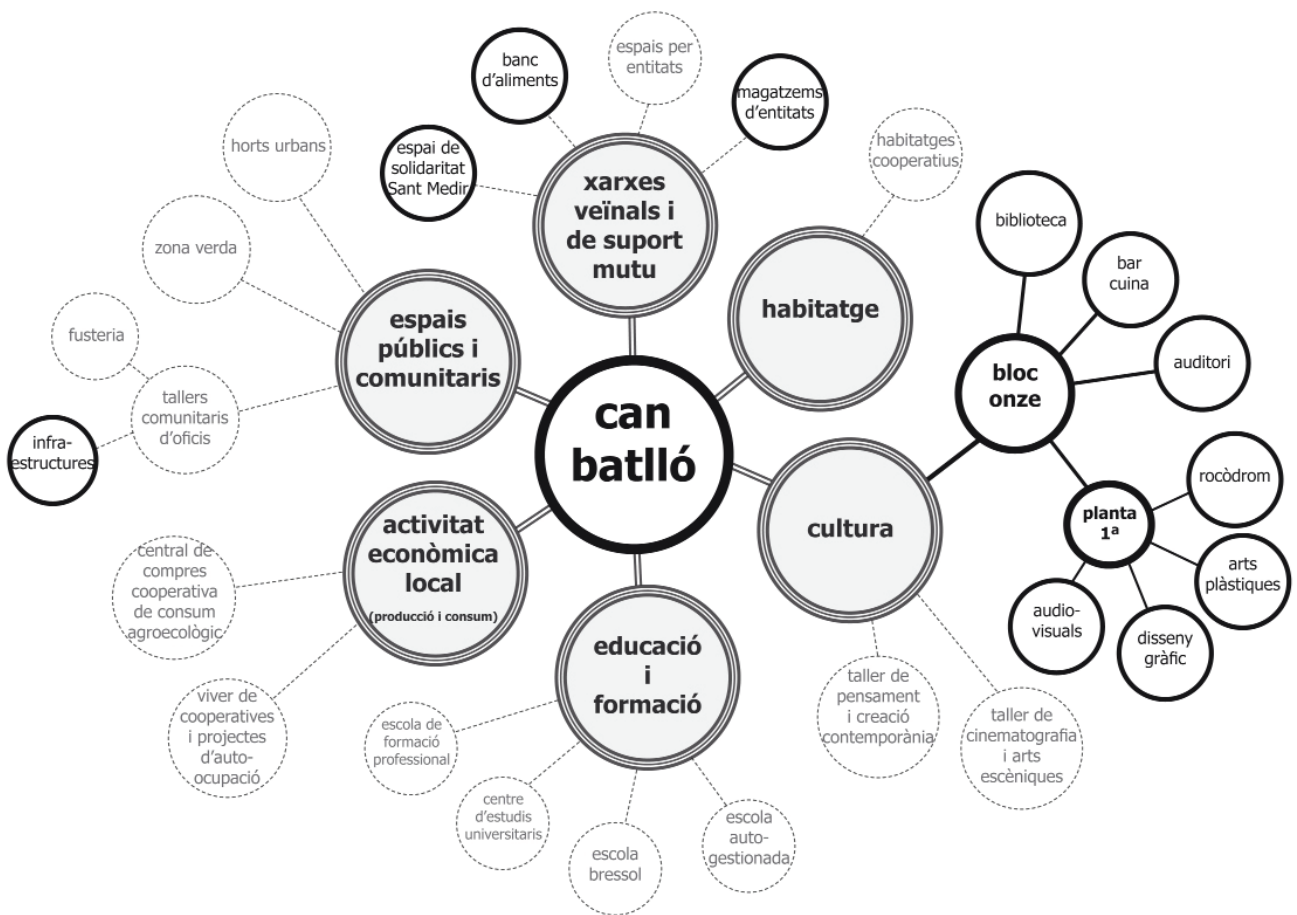 banc
d'aliments
espais per
entitats
magatzems
d'entitats
espai de
solidaritat
Sant Medir
xarxes
veïnals i
de suport
mutu
habitatges
cooperatius
habitatge
horts urbans
zona verda
fusteria
tallers
comunitaris
d'oficis
infra-
estructures
espais
públics i
comunitaris
can
batlló
biblioteca
bar
cuina
auditori
bloc
onze
planta
1ª
rocòdrom
arts
plàstiques
disseny
gràfic
audio-
visuals
cultura
taller de
pensament
i creació
contemporània
taller de
cinematografia
i arts
escèniques
activitat
econòmica
local
(producció i consum)
central de
compres
cooperativa
de consum
agroecològic
viver de
cooperatives
i projectes
d'auto-
ocupació
educació
i
formació
escola de
formació
professional
centre
d'estudis
universitaris
escola
bressol
escola
auto-
gestionada